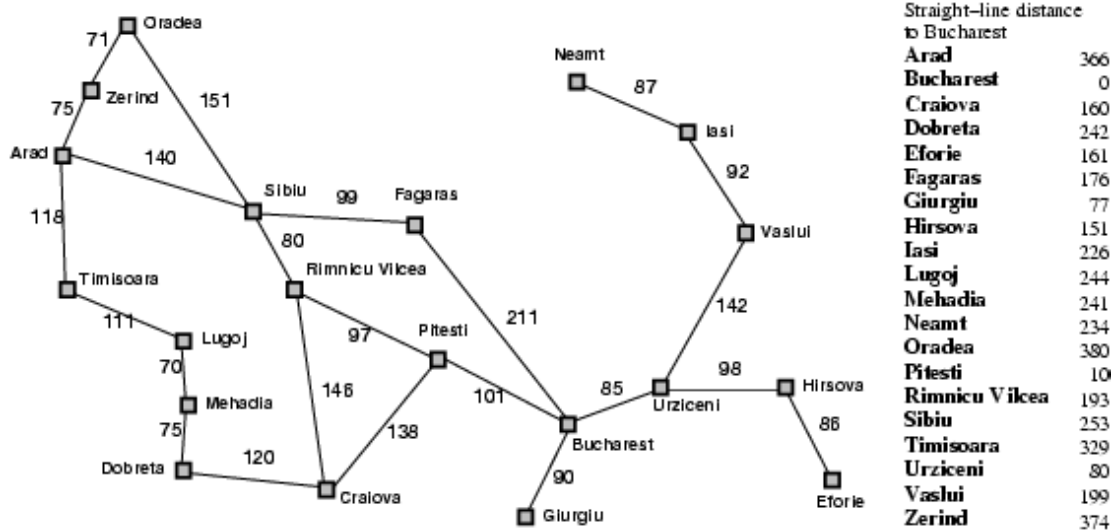 Oradea
71
Neamt
87
Zerind
151
75
Iasi
Arad
140
92
Sibiu
99
Fagaras
118
Vaslui
80
Timisoara
Rimnicu Vilcea
111
211
142
Lugoj
97
Pitesti
70
98
Hirsova
146
85
Mehadia
101
Urziceni
86
75
138
Bucharest
120
Dobreta
90
Craiova
Eforie
Giurgiu
Straight–line distance
to Bucharest
Arad 366
Bucharest 0
Craiova 160
Dobreta 242
Eforie 161
Fagaras 176
Giurgiu 77
Hirsova 151
Iasi 226
Lugoj 244
Mehadia 241
Neamt 234
Oradea 380
Pitesti
Rimnicu Vilcea 193
Sibiu 253
Timisoara 329
Urziceni 80
Vaslui 199
Zerind 374